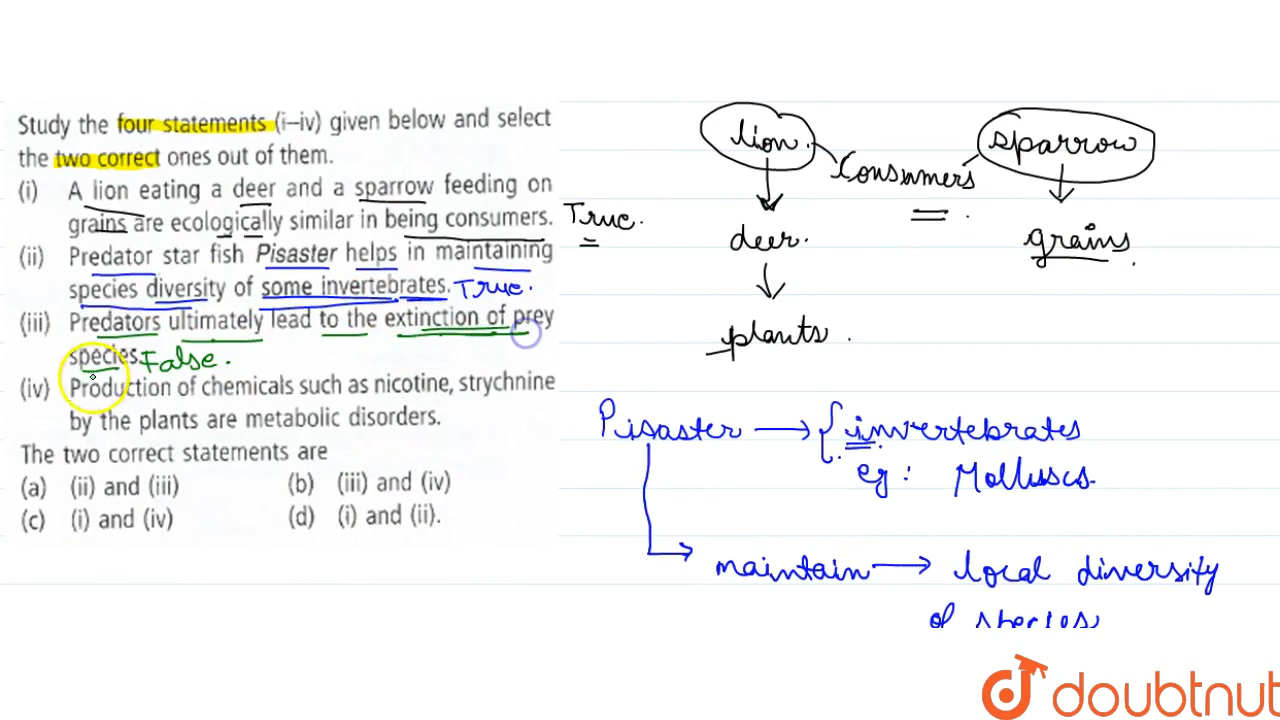 Study the four statements (i–iv) given below and select
the two correct ones out of them.
(i) A lion eating a deer and a sparrow feeding on
grains are ecologically similar in being consumers.
True.
(ii) Predator star fish Pisaster helps in maintaining
species diversity of some invertebrates. True.
(iii) Predators ultimately lead to the extinction of prey
species. False.
(iv) Production of chemicals such as nicotine, strychnine
by the plants are metabolic disorders.
The two correct statements are
(a) (ii) and (iii) (b) (iii) and (iv)
(c) (i) and (iv) (d) (i) and (ii).
lion. Consumers sparrow
deer. grains.
plants.
Pisaster → { invertebrates
eg: Molluscs.
maintain → local diversity
of species
doubtnut